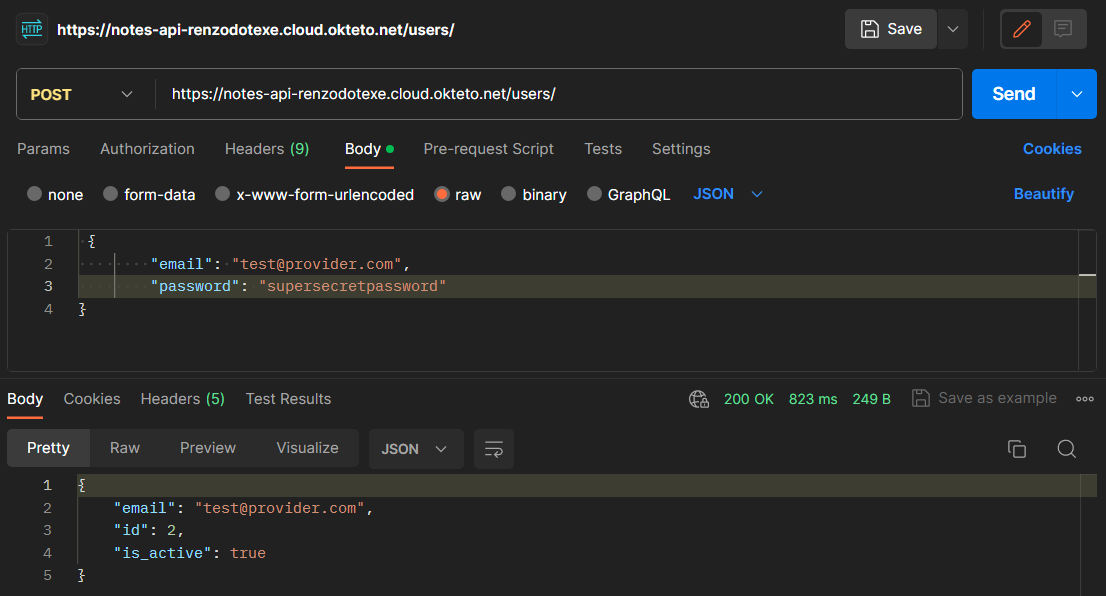 HTTP https://notes-api-renzodotexe.cloud.okteto.net/users/ Save
POST https://notes-api-renzodotexe.cloud.okteto.net/users/ Send
Params Authorization Headers (9) Body Pre-request Script Tests Settings Cookies
none form-data x-www-form-urlencoded raw binary GraphQL JSON Beautify
1 {
2 "email": "test@provider.com",
3 "password": "supersecretpassword"
4 }
Body Cookies Headers (5) Test Results 200 OK 823 ms 249 B Save as example
Pretty Raw Preview Visualize JSON
1 {
2 "email": "test@provider.com",
3 "id": 2,
4 "is_active": true
5 }